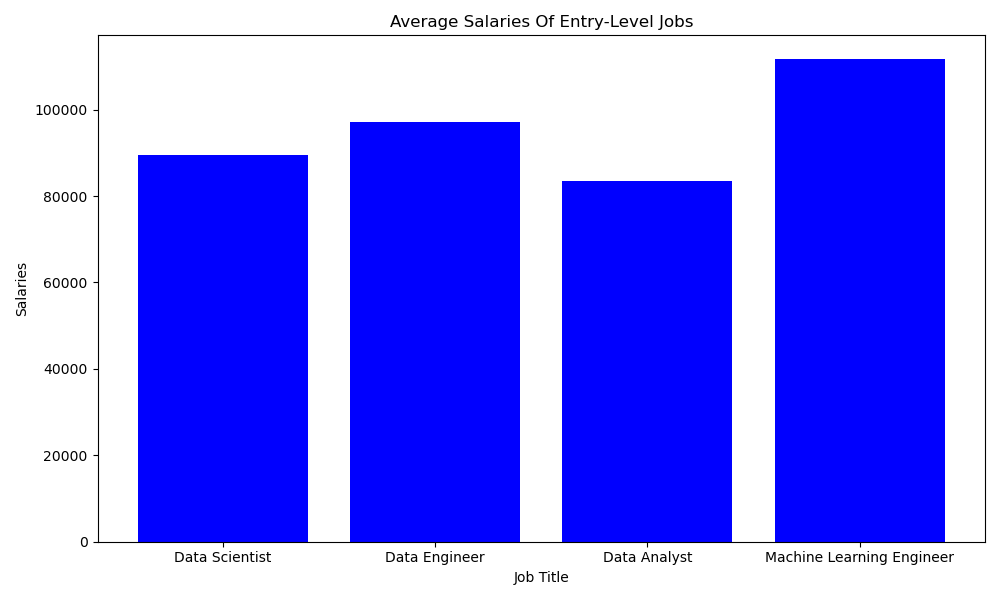 Average Salaries Of Entry-Level Jobs
Salaries
100000
80000
60000
40000
20000
0
Data Scientist
Data Engineer
Data Analyst
Machine Learning Engineer
Job Title